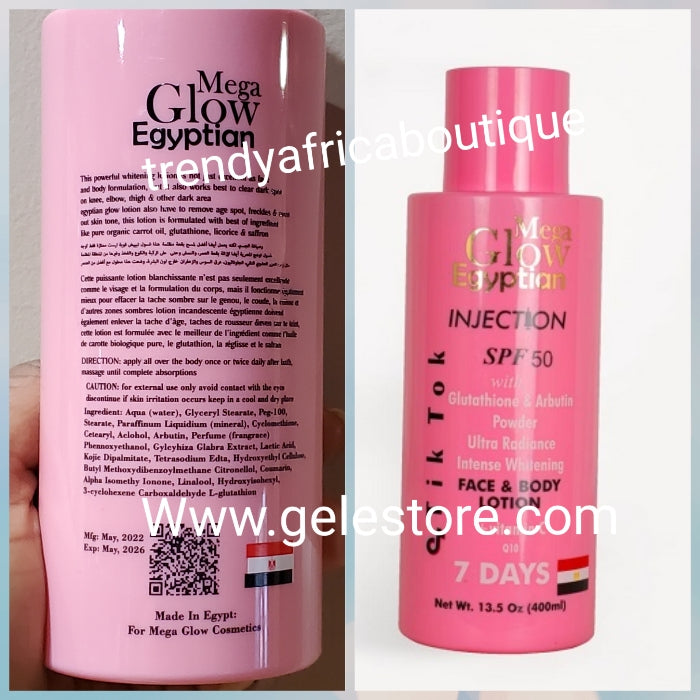 Mega
Glow
Egyptian
trendyafricaboutique
This powerful whitening lotion is not just excellent as
and body formulation, but also works best to clear dark spot
on knee, elbow, thigh & other dark area
egyptian glow lotion also have to remove age spot, freckles & even
out skin tone, this lotion is formulated with best of ingredient
like pure organic carrot oil, glutathione, licorice & saffron
Cette puissante lotion blanchissante n'est pas seulement excellente
comme le visage et la formulation du corps, mais il fonctionne également
mieux pour effacer la tache sombre sur le genou, le coude, la cuisse et
d'autres zones sombres lotion incandescente égyptienne doivent
également enlever la tache d'âge, taches de rousseur
cette lotion est formulée avec le meilleur de l'ingrédient comme l'huile
de carotte biologique pure, le glutathion, la réglisse et le safran
DIRECTION: apply all over the body once or twice daily after bath,
massage until complete absorptions
CAUTION: for external use only avoid contact with the eyes
discontinue if skin irritation occurs keep in a cool and dry place
Ingredient: Aqua (water), Glyceryl Stearate, Peg-100,
Stearate, Paraffinum Liquidium (mineral), Cyclomethione,
Cetearyl, Aclohol, Arbutin, Perfume (frangrance)
Phennoxyethanol, Gylcyhiza Glabra Extract, Lactic Acid,
Kojie Dipalmitate, Tetrasodium Edta, Hydroxyethyl Cellulose,
Butyl Methoxydibenzoylmethane Citronellol, Coumario,
Alpha Isomethy Ionone, Linalool, Hydroxyisohexyl,
3-cyclohexene Carboxaldehyde L-glutathion
Mfg: May, 2022
Exp: May, 2026
Made In Egypt:
For Mega Glow Cosmetics
Mega
Glow
Egyptian
INJECTION
SPF 50
with
Glutathione & Arbutin
Powder
Ultra Radiance
Intense Whitening
FACE & BODY
LOTION
Tik Tok
www.gelestore.com
Q10
7 DAYS
Net Wt. 13.5 Oz (400ml)